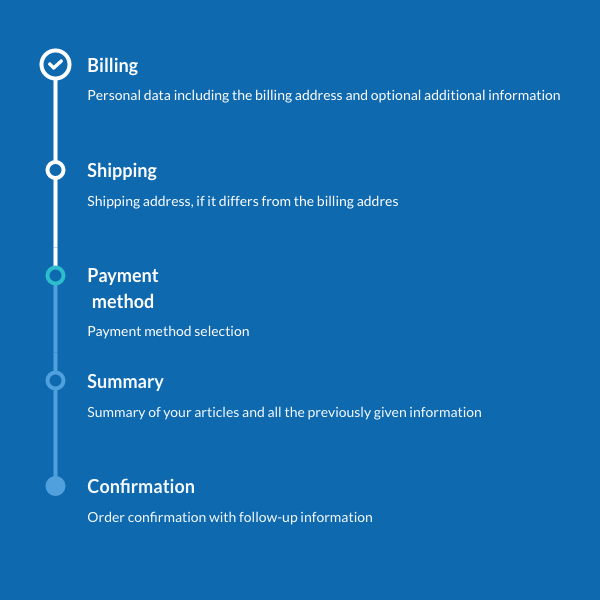 Billing
Personal data including the billing address and optional additional information
Shipping
Shipping address, if it differs from the billing addres
Payment
method
Payment method selection
Summary
Summary of your articles and all the previously given information
Confirmation
Order confirmation with follow-up information